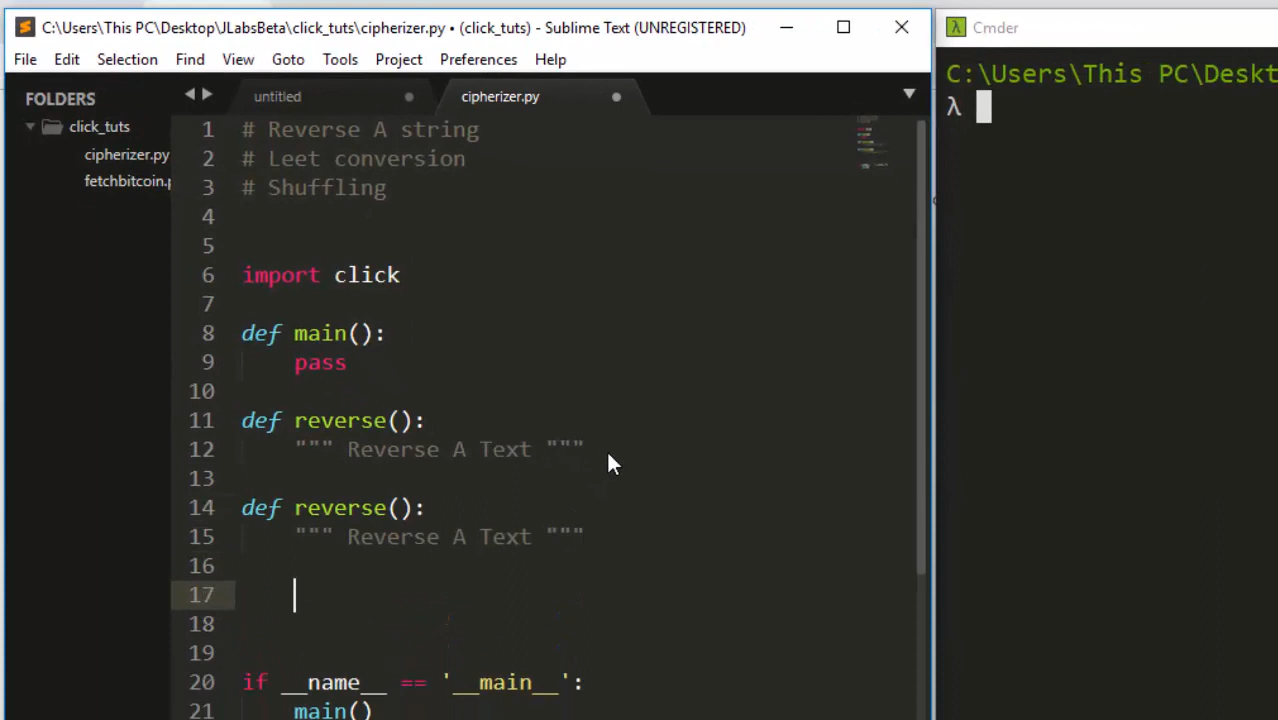 C:\Users\This PC\Desktop\JLabsBeta\click_tuts\cipherizer.py • (click_tuts) - Sublime Text (UNREGISTERED)
File Edit Selection Find View Goto Tools Project Preferences Help
FOLDERS
click_tuts
cipherizer.py
fetchbitcoin.p
untitled
cipherizer.py
1 # Reverse A string
2 # Leet conversion
3 # Shuffling
4
5
6 import click
7
8 def main():
9 pass
10
11 def reverse():
12 """ Reverse A Text """
13
14 def reverse():
15 """ Reverse A Text """
16
17
18
19
20 if __name__ == '__main__':
21 main()
Cmder
C:\Users\This PC\Deskt
λ